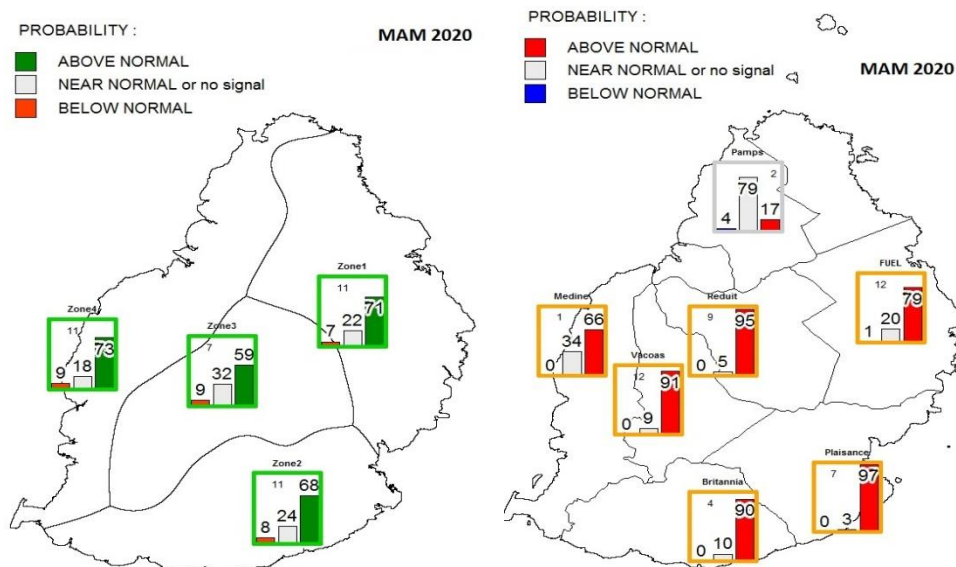 PROBABILITY :
MAM 2020
ABOVE NORMAL
NEAR NORMAL or no signal
BELOW NORMAL
Zone1
11
7 22 71
Zone4
11
9 18 73
Zone3
7
9 32 59
Zone2
11
8 24 68
PROBABILITY :
ABOVE NORMAL
MAM 2020
NEAR NORMAL or no signal
BELOW NORMAL
Pamps
2
4 79 17
FUEL
12
1 20 79
Medine
1
0 34 66
Reduit
9
0 5 95
Vacoas
12
0 9 91
Plaisance
7
0 3 97
Britannia
4
0 10 90